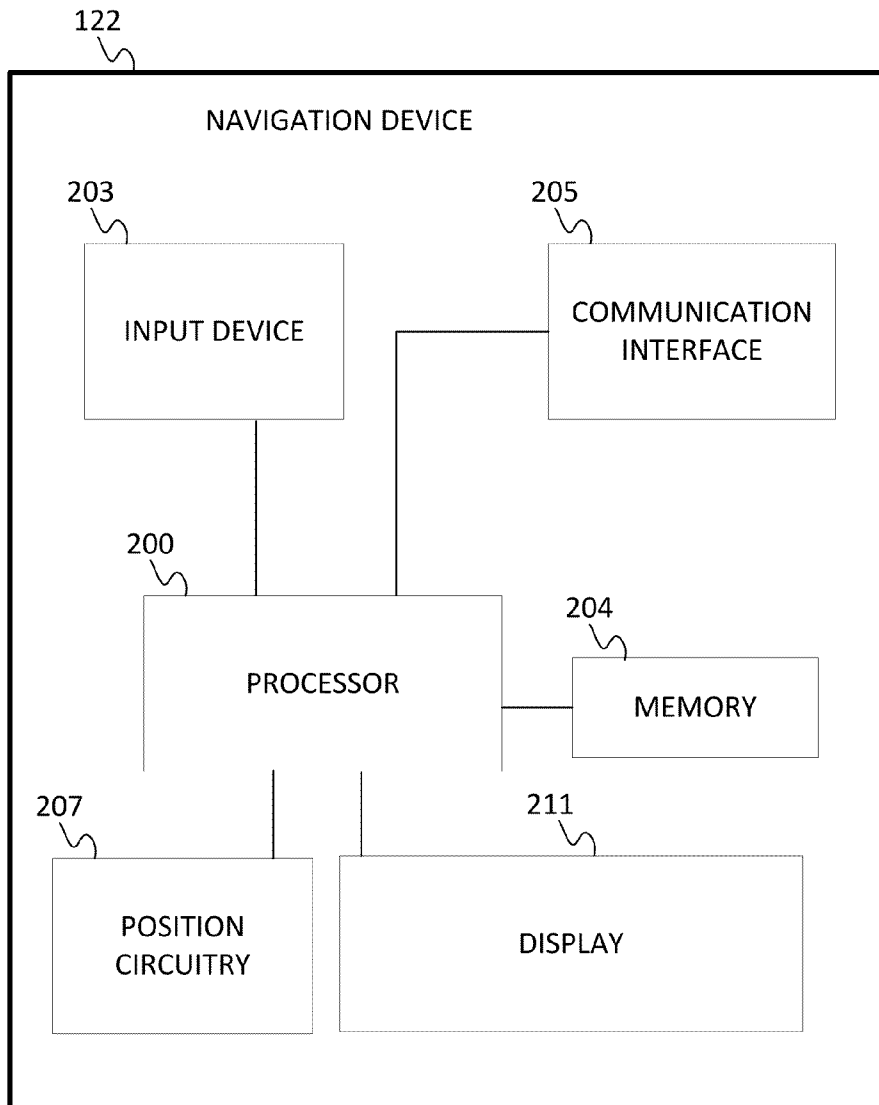 122
NAVIGATION DEVICE
203
205
INPUT DEVICE
COMMUNICATION
INTERFACE
200
204
PROCESSOR
MEMORY
207
211
POSITION
CIRCUITRY
DISPLAY